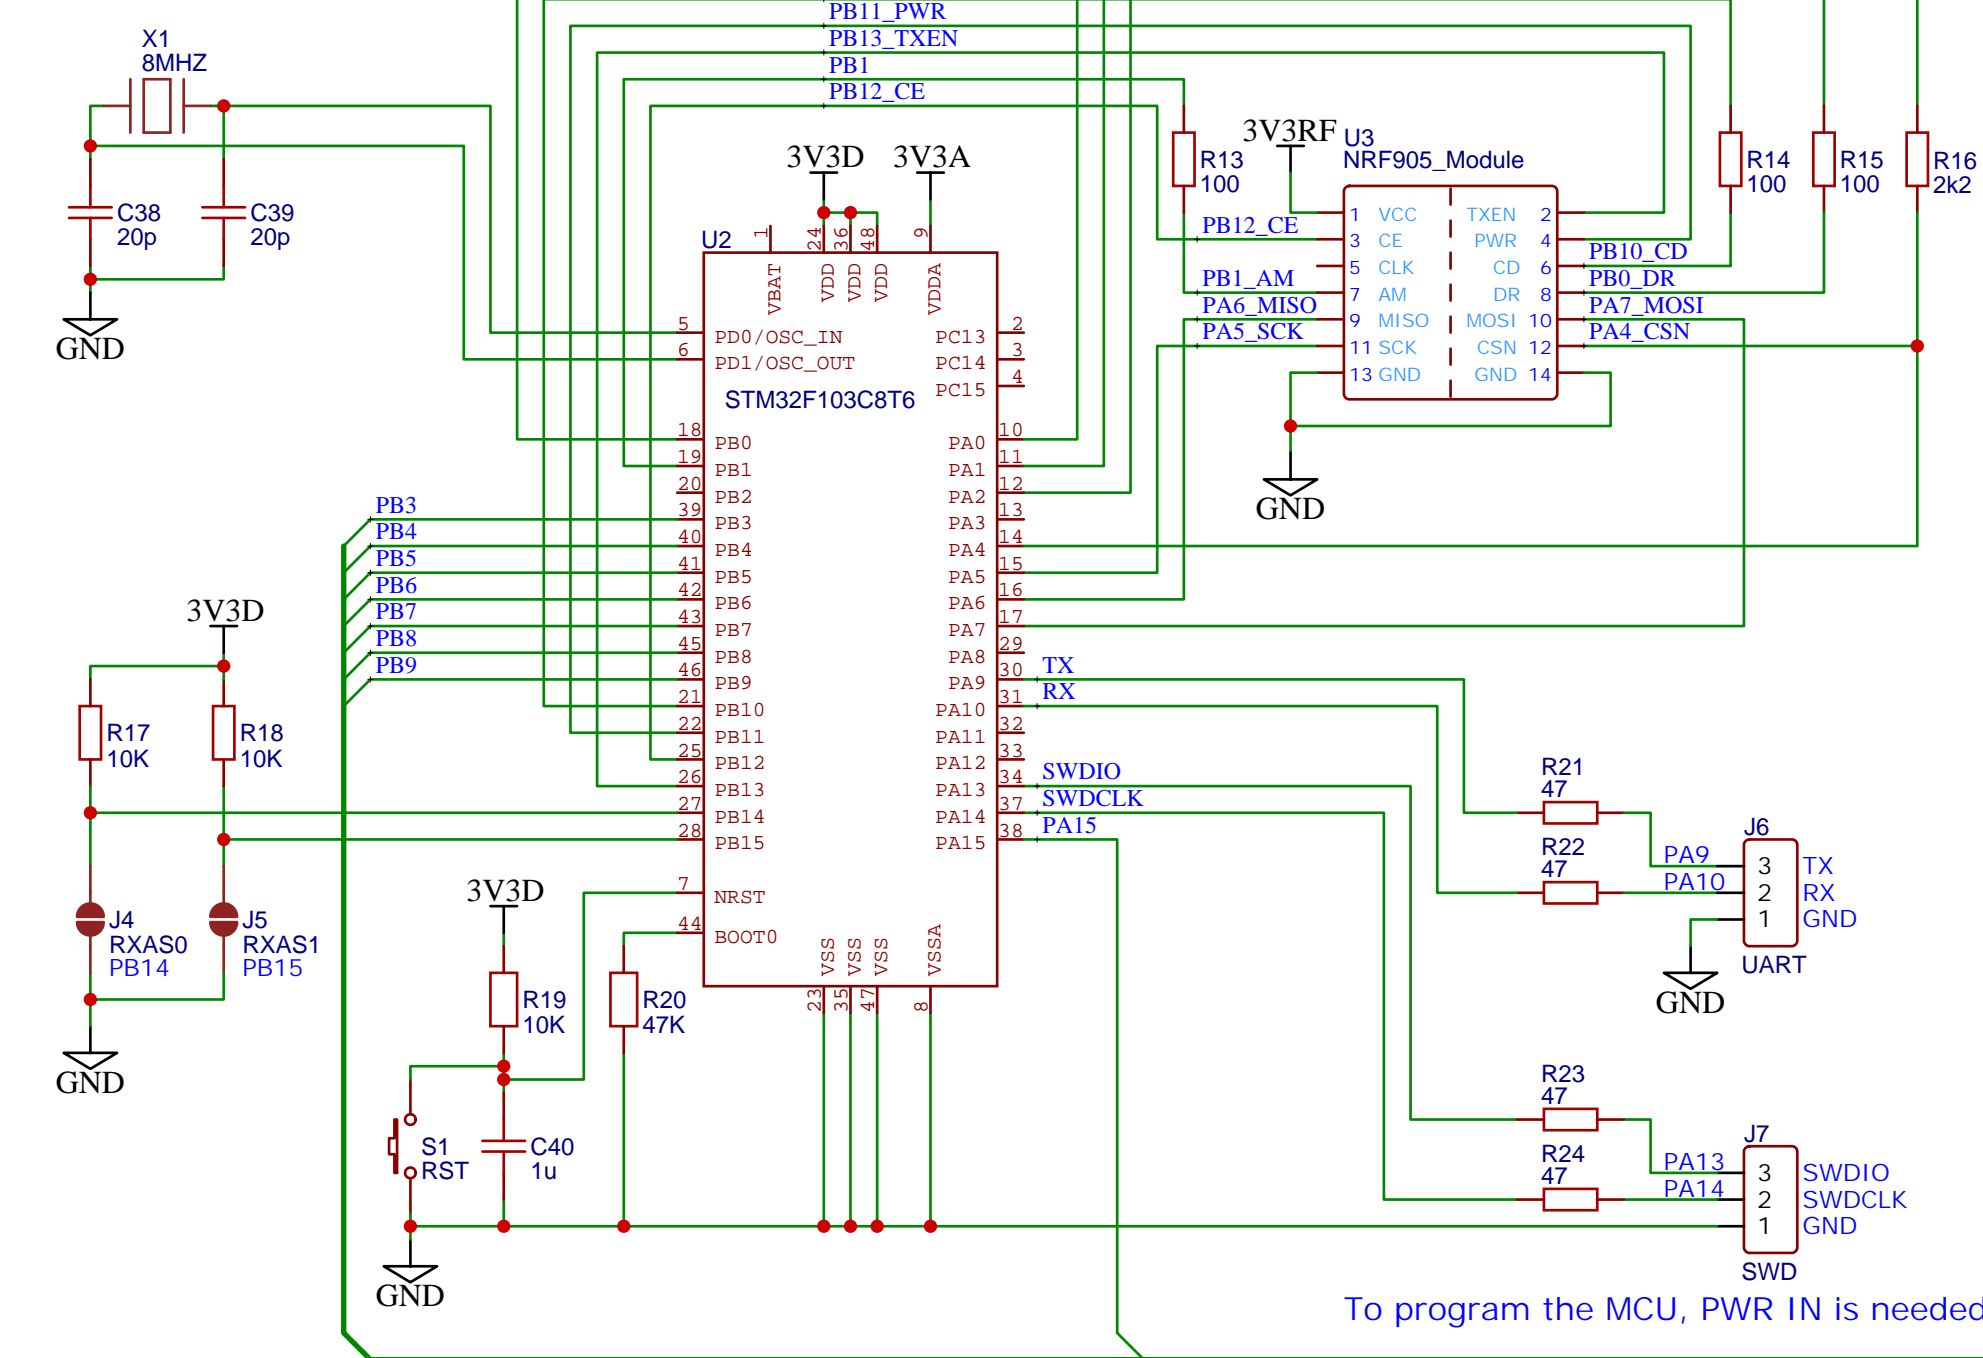 PB11_PWR
PB13_TXEN
PB1
PB12_CE
X1
8MHZ
C38
20p
C39
20p
GND
3V3D
3V3A
U2
1
24
36
48
9
VBAT
VDD
VDD
VDD
VDDA
5
PD0/OSC_IN
6
PD1/OSC_OUT
STM32F103C8T6
PC13
2
PC14
3
PC15
4
18
PB0
19
PB1
20
PB2
39
PB3
40
PB4
41
PB5
42
PB6
43
PB7
45
PB8
46
PB9
21
PB10
22
PB11
25
PB12
26
PB13
27
PB14
28
PB15
7
NRST
44
BOOT0
10
PA0
11
PA1
12
PA2
13
PA3
14
PA4
15
PA5
16
PA6
17
PA7
29
PA8
30
PA9
31
PA10
32
PA11
33
PA12
34
PA13
37
PA14
38
PA15
VSS
VSS
VSS
VSSA
23
35
47
8
PB3
PB4
PB5
PB6
PB7
PB8
PB9
3V3D
R17
10K
R18
10K
J4
RXAS0
PB14
J5
RXAS1
PB15
GND
3V3D
R19
10K
R20
47K
S1
RST
C40
1u
GND
R13
100
3V3RF
U3
NRF905_Module
1 VCC TXEN 2
3 CE PWR 4
5 CLK CD 6
7 AM DR 8
9 MISO MOSI 10
11 SCK CSN 12
13 GND GND 14
PB12_CE
PB1_AM
PA6_MISO
PA5_SCK
PB10_CD
PB0_DR
PA7_MOSI
PA4_CSN
GND
R14
100
R15
100
R16
2k2
TX
RX
SWDIO
SWDCLK
PA15
R21
47
R22
47
J6
PA9 3 TX
PA10 2 RX
1 GND
UART
GND
R23
47
R24
47
J7
PA13 3 SWDIO
PA14 2 SWDCLK
1 GND
SWD
To program the MCU, PWR IN is needed